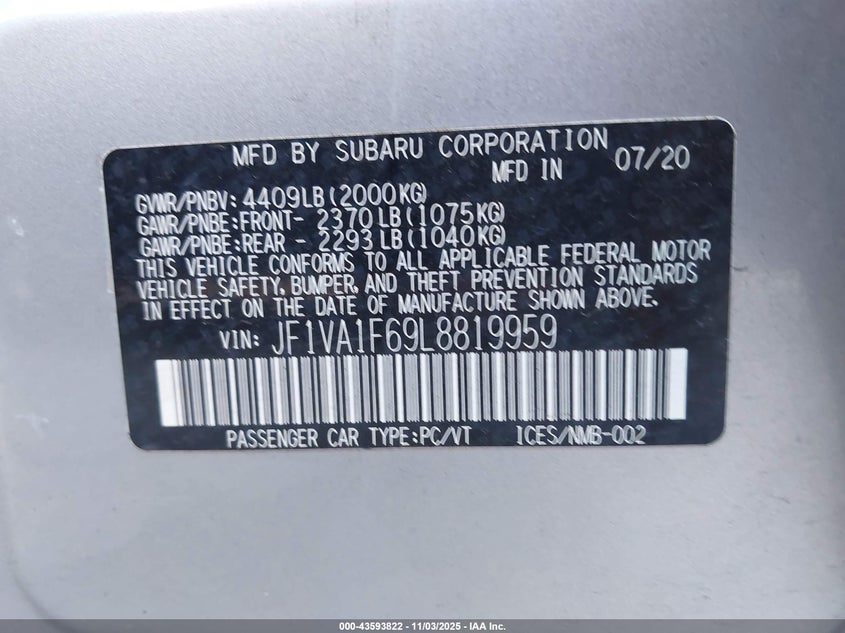 MFD BY SUBARU CORPORATION
MFD IN 07/20
GVWR/PNBV: 4409LB(2000KG)
GAWR/PNBE:FRONT- 2370LB(1075KG)
GAWR/PNBE:REAR - 2293LB(1040KG)
THIS VEHICLE CONFORMS TO ALL APPLICABLE FEDERAL MOTOR
VEHICLE SAFETY, BUMPER, AND THEFT PREVENTION STANDARDS
IN EFFECT ON THE DATE OF MANUFACTURE SHOWN ABOVE.
VIN: JF1VA1F69L8819959
PASSENGER CAR TYPE:PC/VT ICES/NMB-002
000-43593822 - 11/03/2025 - IAA Inc.